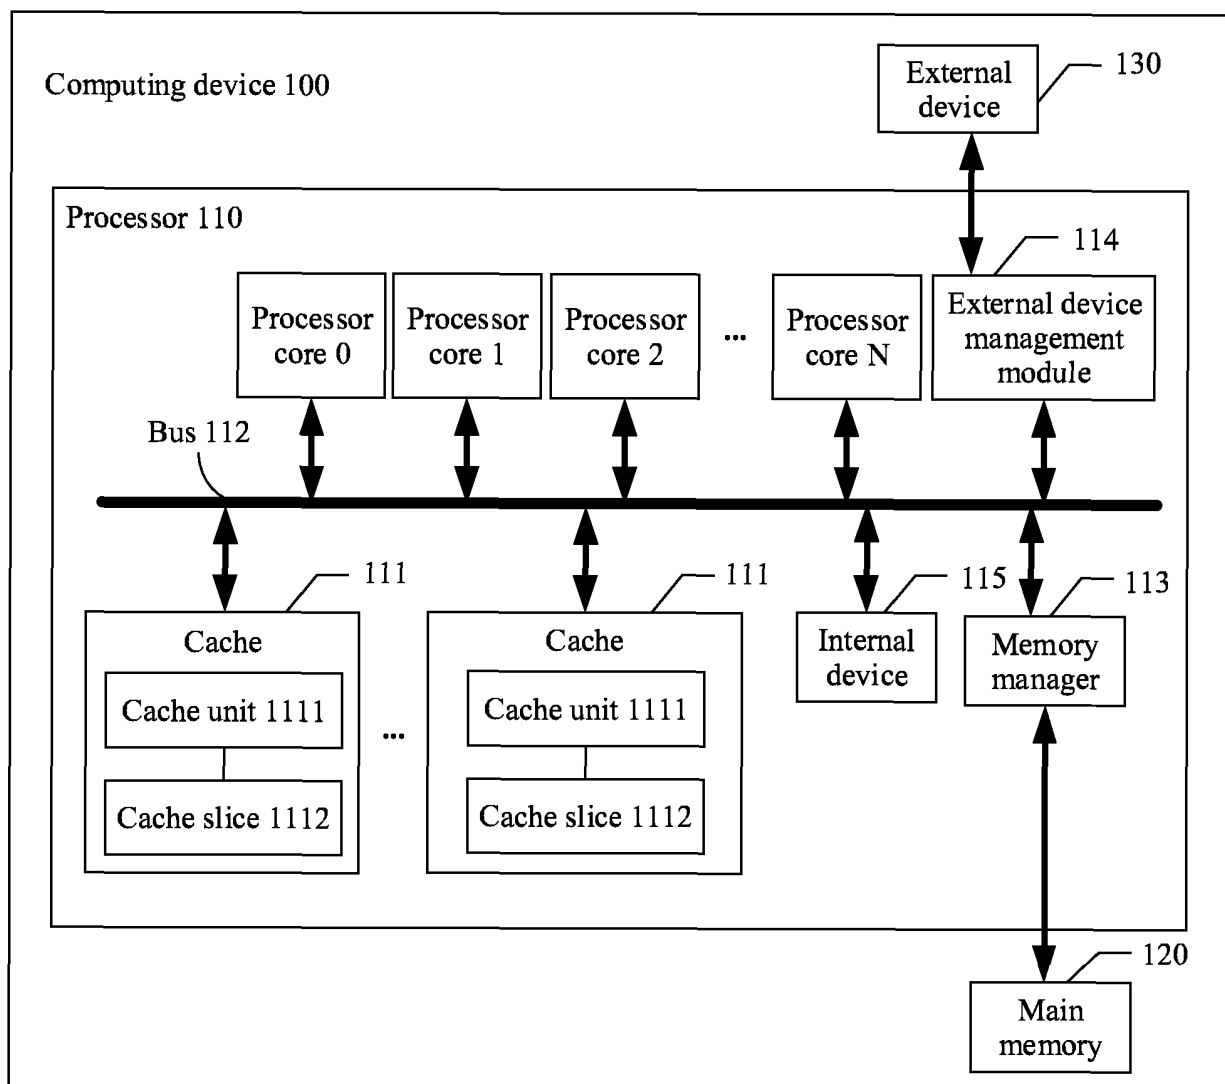 External
device
130
Computing device 100
Processor 110
114
Processor
core 0
Processor
core 1
Processor
core 2
...
Processor
core N
External device
management
module
Bus 112
111
111
115
113
Cache
Cache unit 1111
Cache slice 1112
...
Cache
Cache unit 1111
Cache slice 1112
Internal
device
Memory
manager
120
Main
memory